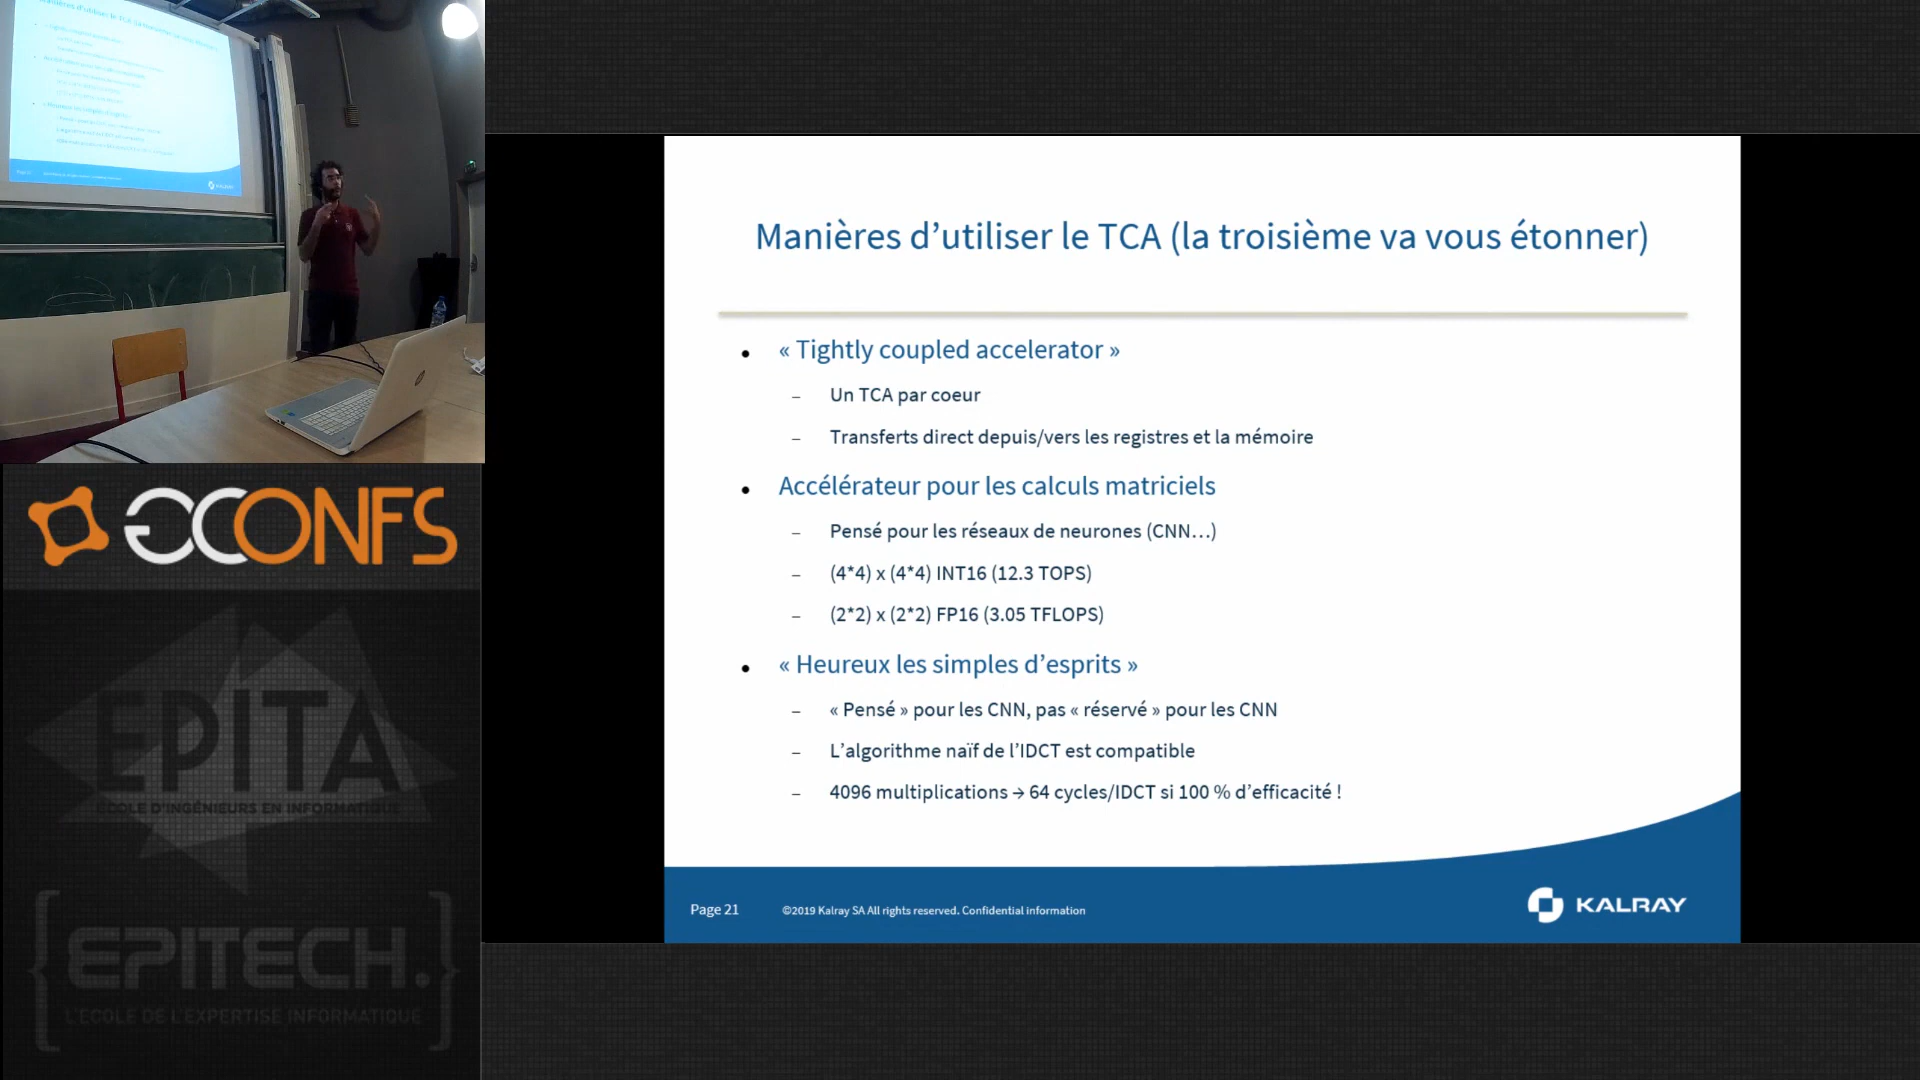 GCONFS
EPITA
ÉCOLE D'INGÉNIEURS EN INFORMATIQUE
{EPITECH.}
L'ECOLE DE L'EXPERTISE INFORMATIQUE
Manières d’utiliser le TCA (la troisième va vous étonner)
• « Tightly coupled accelerator »
– Un TCA par coeur
– Transferts direct depuis/vers les registres et la mémoire
• Accélérateur pour les calculs matriciels
– Pensé pour les réseaux de neurones (CNN…)
– (4*4) x (4*4) INT16 (12.3 TOPS)
– (2*2) x (2*2) FP16 (3.05 TFLOPS)
• « Heureux les simples d’esprits »
– « Pensé » pour les CNN, pas « réservé » pour les CNN
– L’algorithme naïf de l’IDCT est compatible
– 4096 multiplications → 64 cycles/IDCT si 100 % d’efficacité !
Page 21
©2019 Kalray SA All rights reserved. Confidential information
KALRAY